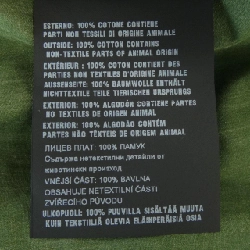 ESTERNO: 100% COTONE CONTIENE
PARTI NON TESSILI DI ORIGINE ANIMALE
OUTSIDE: 100% COTTON CONTAINS
NON-TEXTILE PARTS OF ANIMAL ORIGIN
EXTÉRIEUR : 100% COTON CONTIENT DES
PARTIES NON TEXTILES D'ORIGINE ANIMALE
AUSSENSEITE: 100% BAUMWOLLE ENTHÄLT
NICHTTEXTILE TEILE TIERISCHEN URSPRUNGS
EXTERIOR: 100% ALGODÓN CONTIENE PARTES
NO TEXTILES DE ORIGEN ANIMAL
EXTERIOR: 100% ALGODÃO CONTÉM
PARTES NÃO TÊXTEIS DE ORIGEM ANIMAL
ЛИЦЕВ ПЛАТ: 100% ПАМУК
Съдържа нетекстилни детайли от
животински произход
VNĚJŠÍ ČÁST: 100% BAVLNA
OBSAHUJE NETEXTILNÍ ČÁSTI
ZVÍŘECÍHO PŮVODU
ULKOPUOLI: 100% PUUVILLA SISÄLTÄÄ MUUTA
KUIN TEKSTIILIÄ OLEVIA ELÄINPERÄISIÄ OSIA